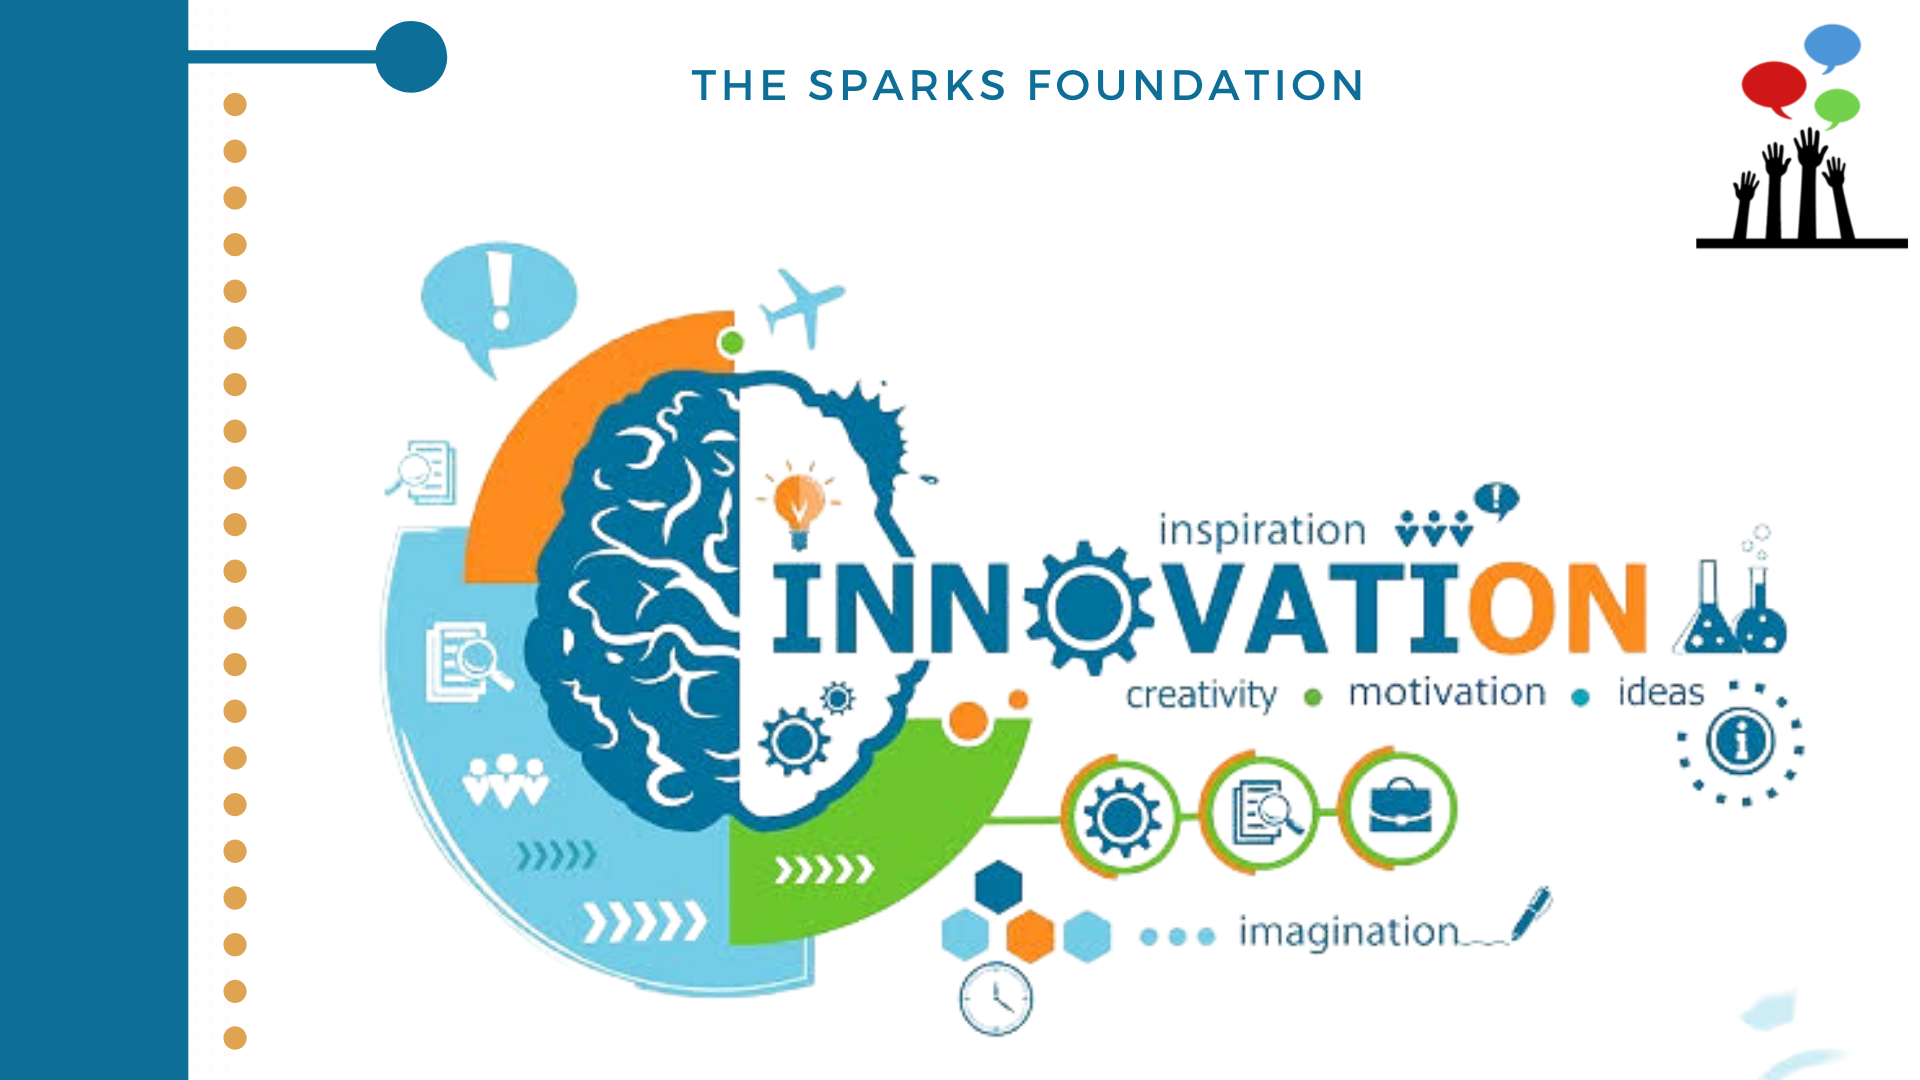 THE SPARKS FOUNDATION
inspiration
INNOVATION
creativity • motivation • ideas
imagination